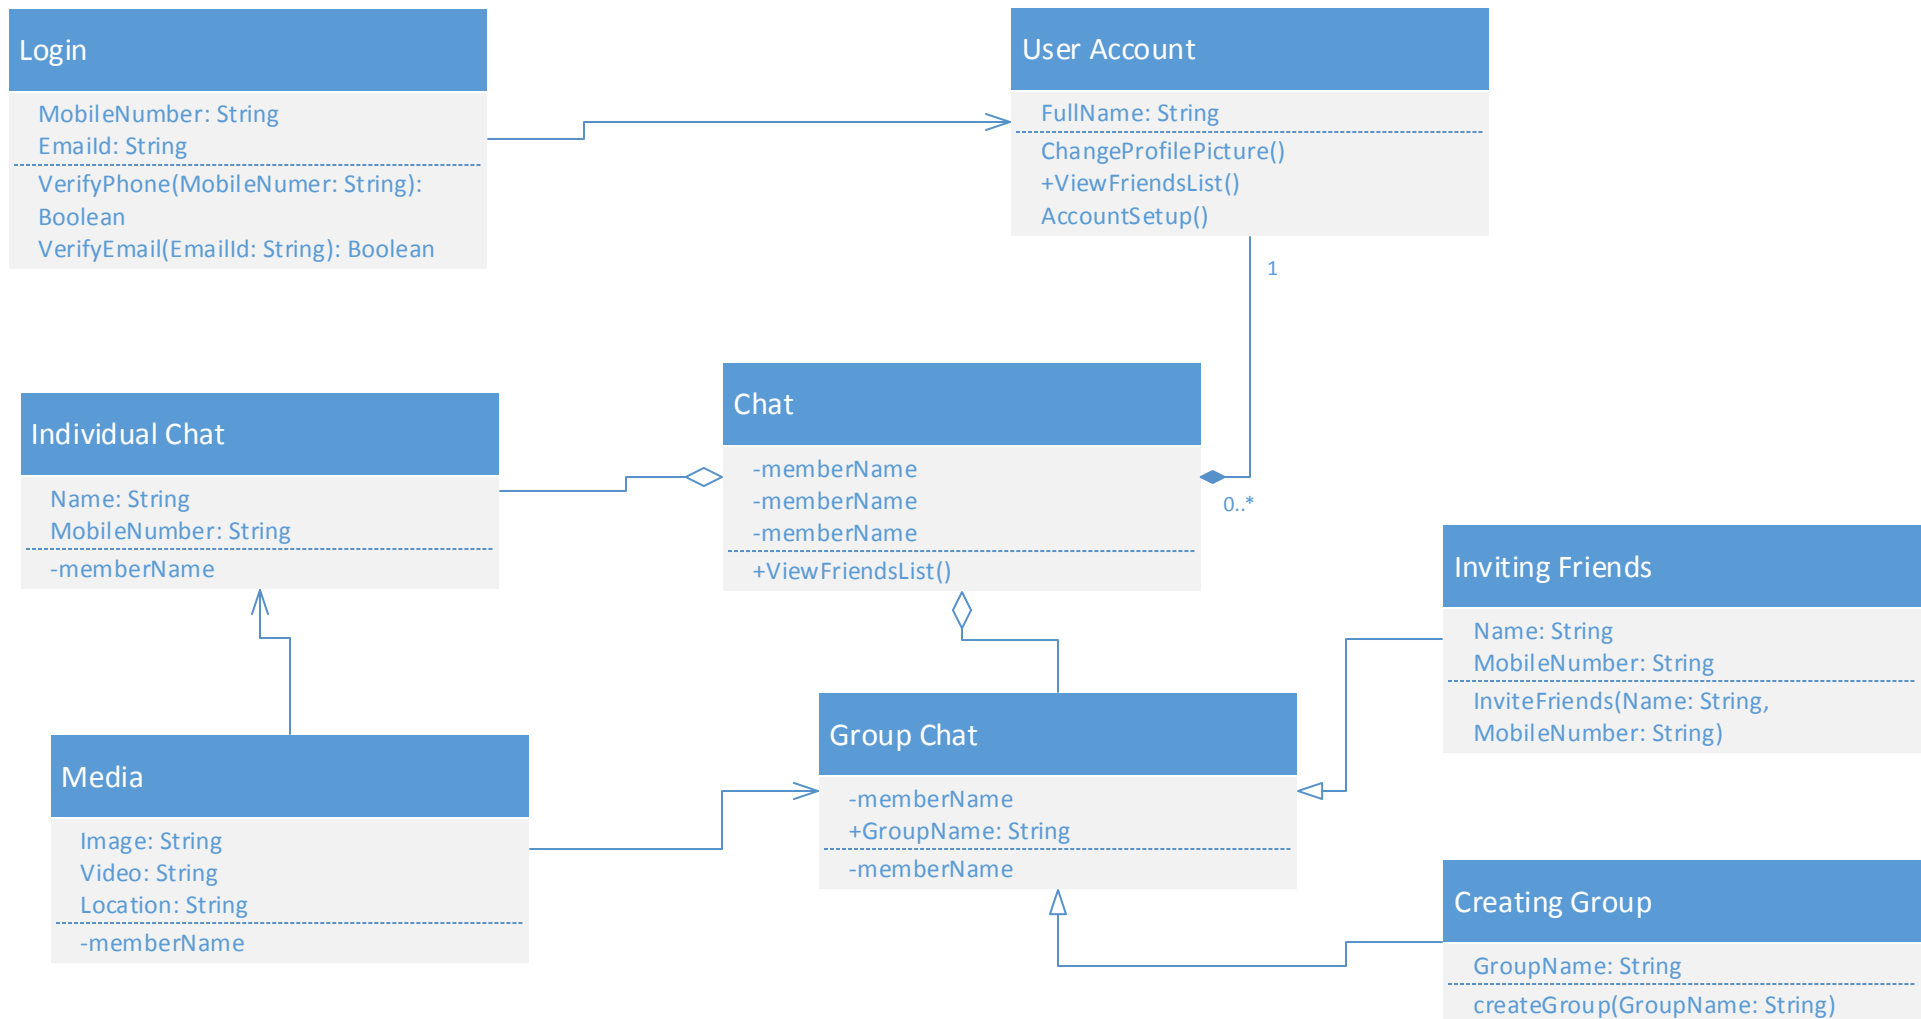 Login
MobileNumber: String
EmailId: String
VerifyPhone(MobileNumer: String):
Boolean
VerifyEmail(EmailId: String): Boolean
User Account
FullName: String
ChangeProfilePicture()
+ViewFriendsList()
AccountSetup()
1
Individual Chat
Name: String
MobileNumber: String
-memberName
Chat
-memberName
-memberName
-memberName
+ViewFriendsList()
0..*
Inviting Friends
Name: String
MobileNumber: String
InviteFriends(Name: String,
MobileNumber: String)
Media
Image: String
Video: String
Location: String
-memberName
Group Chat
-memberName
+GroupName: String
-memberName
Creating Group
GroupName: String
createGroup(GroupName: String)